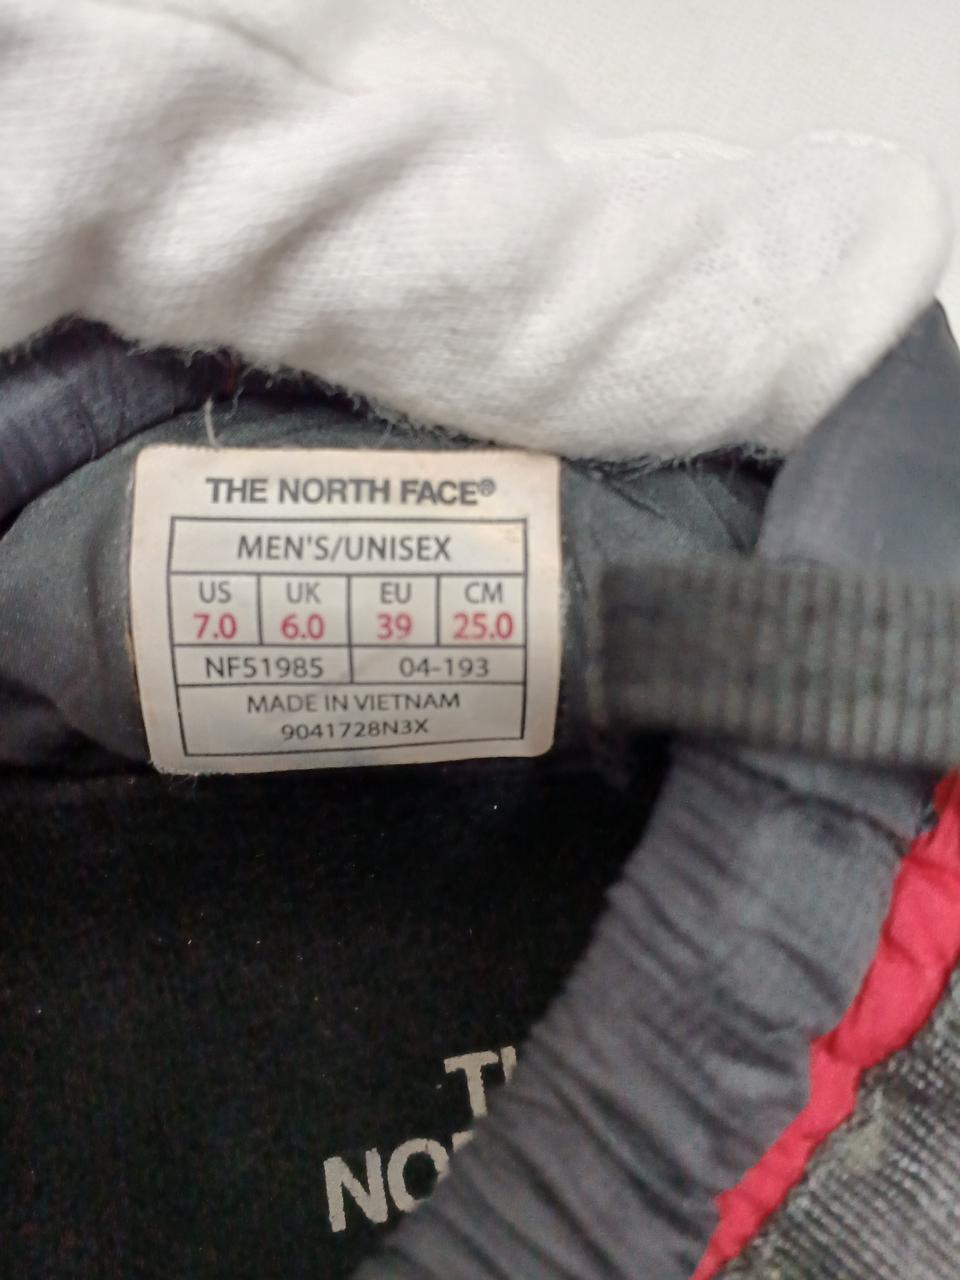 THE NORTH FACE®
MEN'S/UNISEX
US UK EU CM
7.0 6.0 39 25.0
NF51985 04-193
MADE IN VIETNAM
9041728N3X